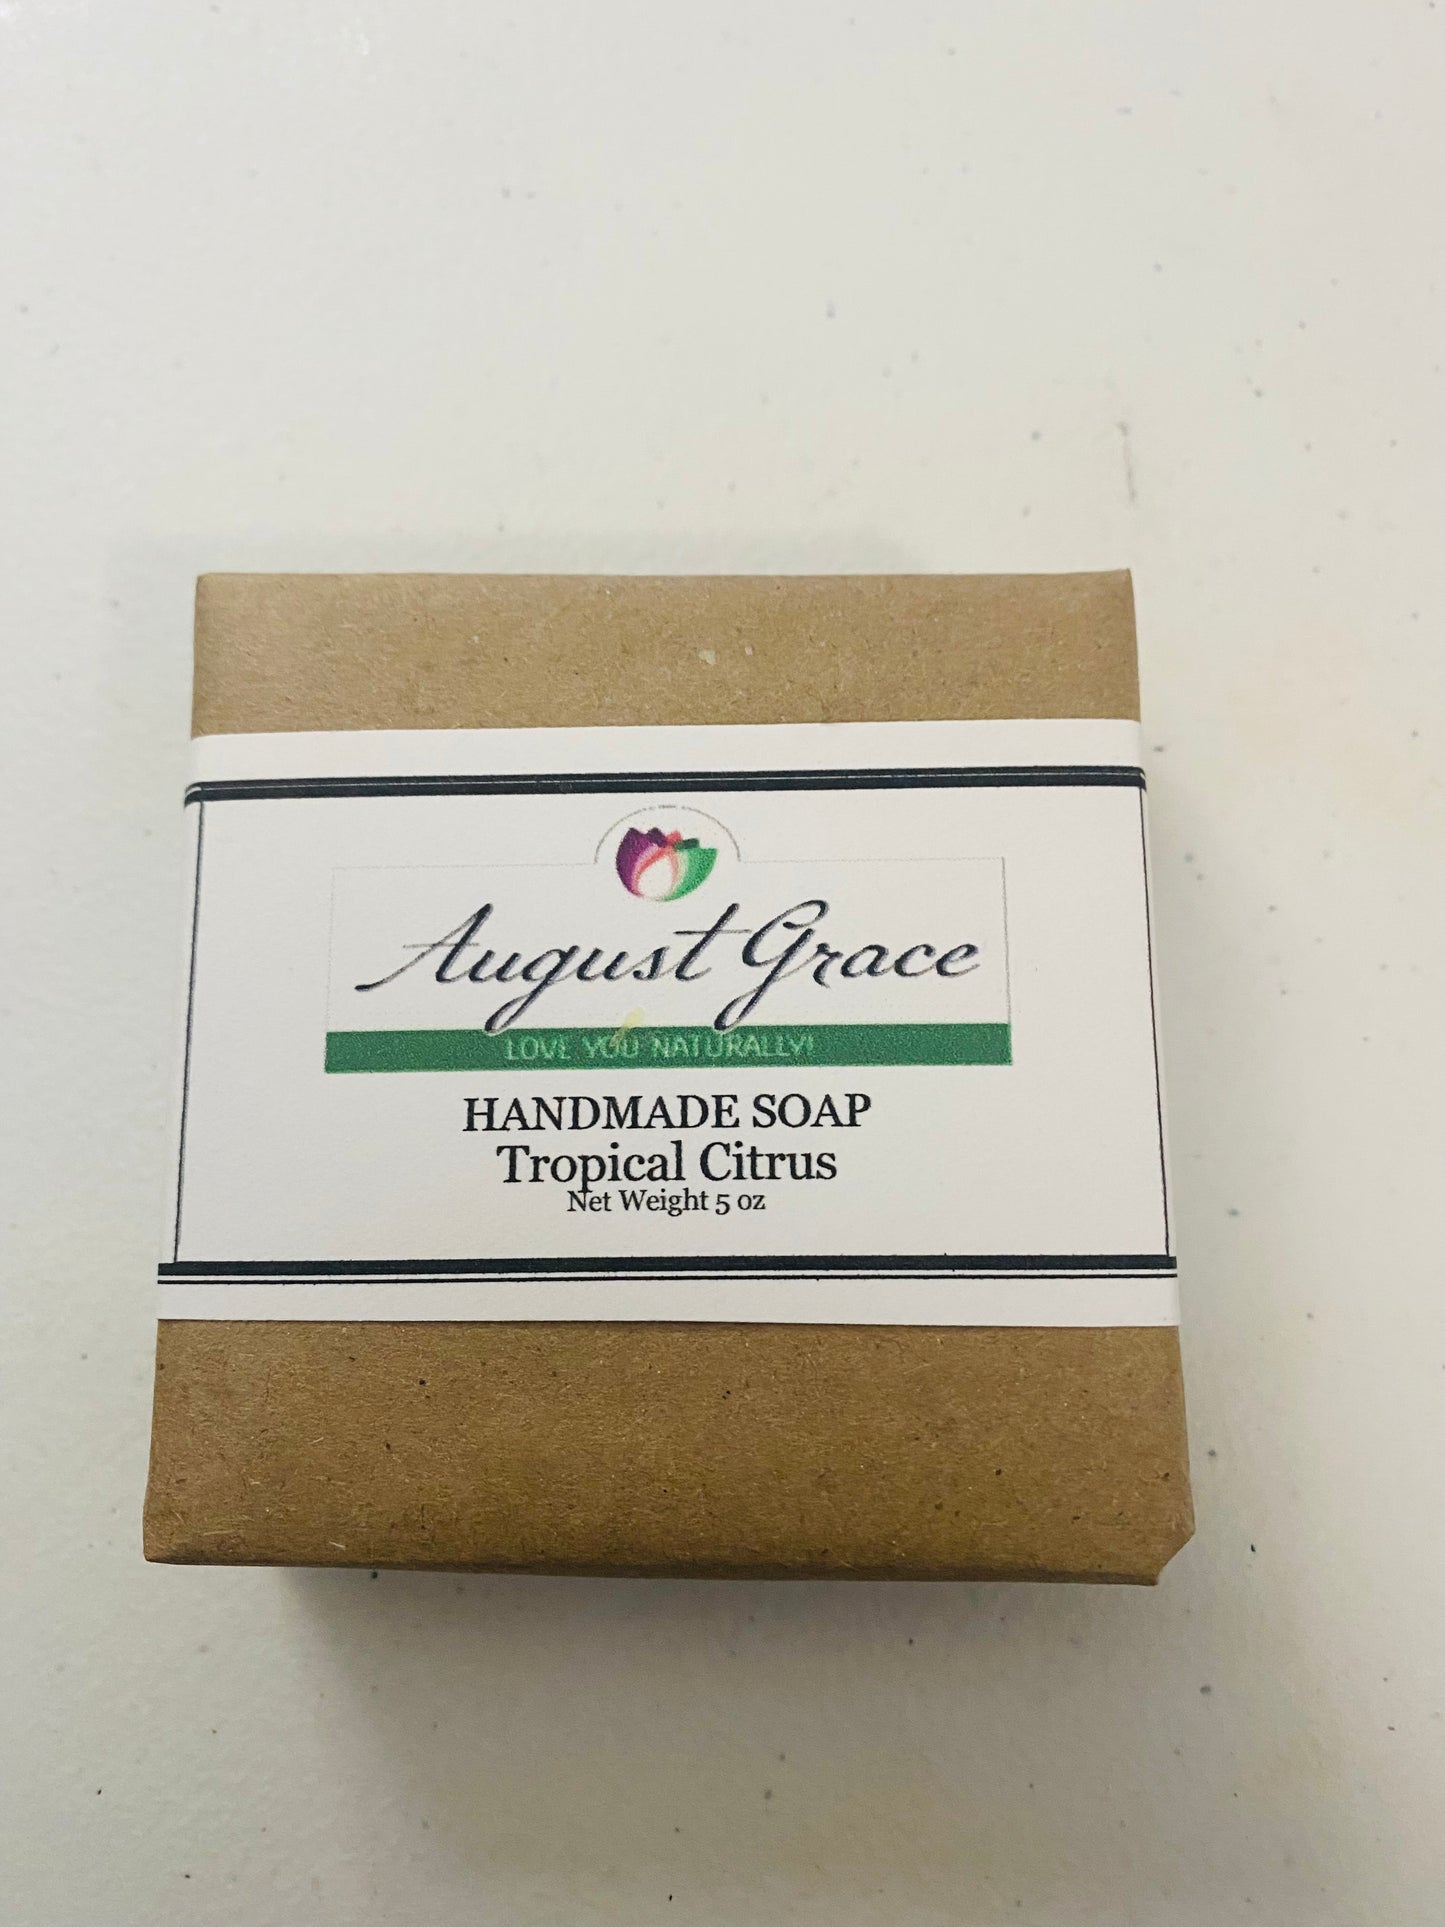 August Grace
LOVE YOU NATURALLY!
HANDMADE SOAP
Tropical Citrus
Net Weight 5 oz